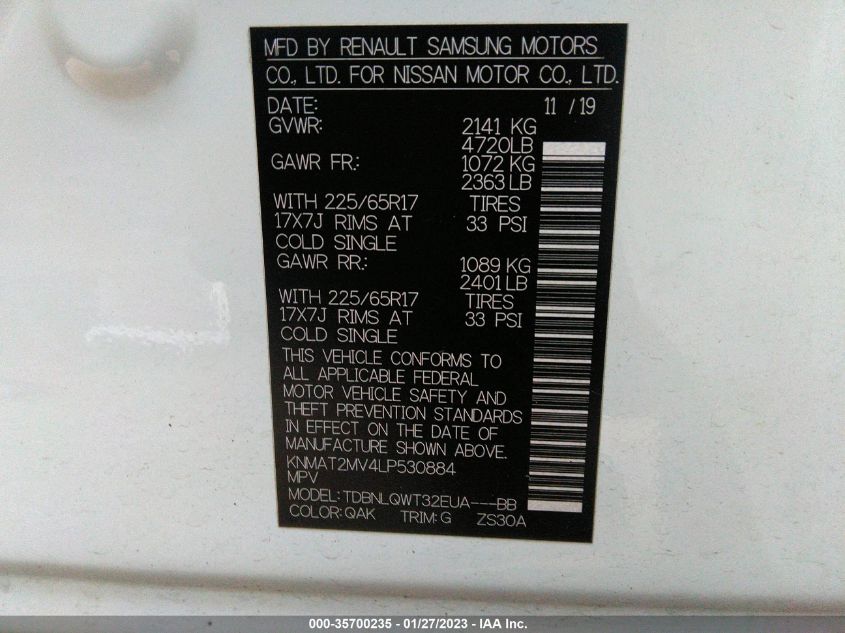 MFD BY RENAULT SAMSUNG MOTORS
CO., LTD. FOR NISSAN MOTOR CO., LTD.
DATE: 11 / 19
GVWR: 2141 KG
4720LB
GAWR FR.: 1072 KG
2363 LB
WITH 225/65R17 TIRES
17X7J RIMS AT 33 PSI
COLD SINGLE
GAWR RR.: 1089 KG
2401 LB
WITH 225/65R17 TIRES
17X7J RIMS AT 33 PSI
COLD SINGLE
THIS VEHICLE CONFORMS TO
ALL APPLICABLE FEDERAL
MOTOR VEHICLE SAFETY AND
THEFT PREVENTION STANDARDS
IN EFFECT ON THE DATE OF
MANUFACTURE SHOWN ABOVE.
KNMAT2MV4LP530884
MPV
MODEL: TDBNLQWT32EUA---BB
COLOR: QAK TRIM: G ZS30A
000-35700235 - 01/27/2023 - IAA Inc.